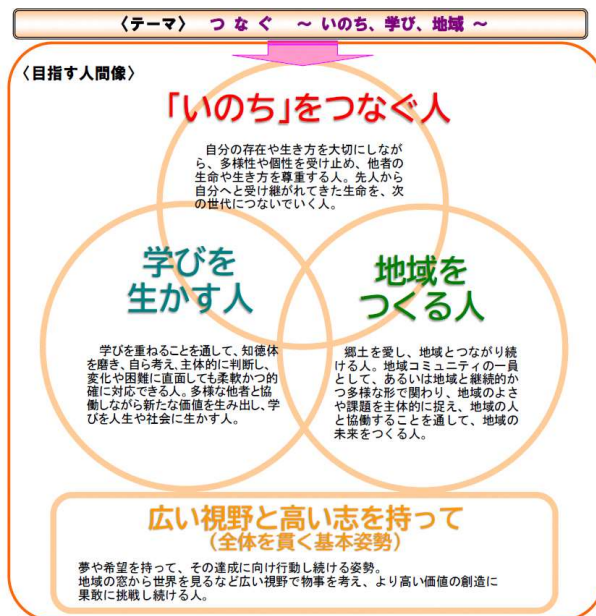 〈テーマ〉 つ な ぐ ～ いのち、学び、地域 ～
〈目指す人間像〉
「いのち」をつなぐ人
自分の存在や生き方を大切にしなが
ら、多様性や個性を受け止め、他者の
生命や生き方を尊重する人。先人から
自分へと受け継がれてきた生命を、次
の世代につないでいく人。
学びを
生かす人
学びを重ねることを通して、知徳体
を磨き、自ら考え、主体的に判断し、
変化や困難に直面しても柔軟かつ的
確に対応できる人。多様な他者と協
働しながら新たな価値を生み出し、学
びを人生や社会に生かす人。
地域を
つくる人
郷土を愛し、地域とつながり続
ける人。地域コミュニティの一員
として、あるいは地域と継続的か
つ多様な形で関わり、地域のよさ
や課題を主体的に捉え、地域の人
と協働することを通して、地域の
未来をつくる人。
広い視野と高い志を持って
（全体を貫く基本姿勢）
夢や希望を持って、その達成に向け行動し続ける姿勢。
地域の窓から世界を見るなど広い視野で物事を考え、より高い価値の創造に
果敢に挑戦し続ける人。